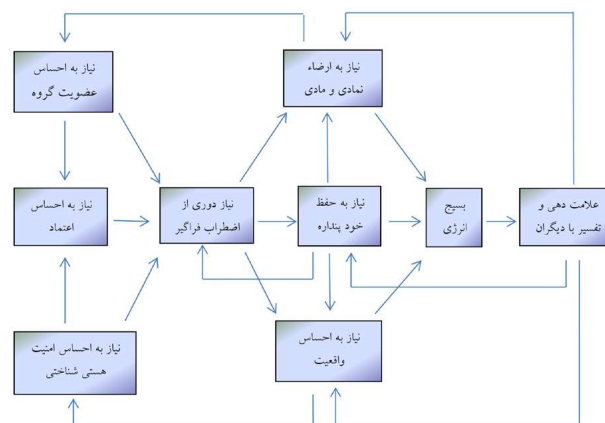 نیاز به احساس
عضویت گروه
نیاز به ارضاء
نمادی و مادی
نیاز به احساس
اعتماد
نیاز دوری از
اضطراب فراگیر
نیاز به حفظ
خود پنداره
بسیج
انرژی
علامت دهی و
تفسیر با دیگران
نیاز به احساس امنیت
هستی شناختی
نیاز به احساس
واقعیت